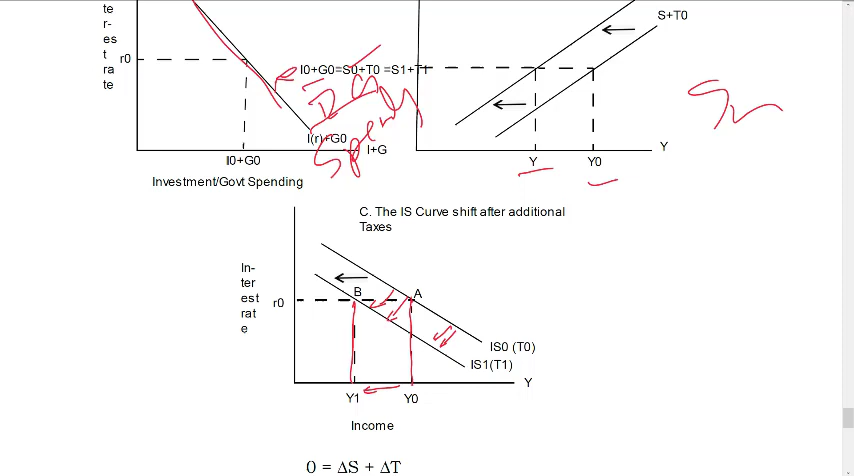 te
r-
es
t
ra
te
r0
I0+G0=S0+T0 =S1+T1
I G
Spend
I(r)+G0
I+G
I0+G0
Investment/Govt Spending
S+T0
Y
Y
Y0
C. The IS Curve shift after additional
Taxes
In-
ter
est
rat
e
r0
B
A
IS0 (T0)
IS1(T1)
Y
Y1
Y0
Income
0 = ΔS + ΔT